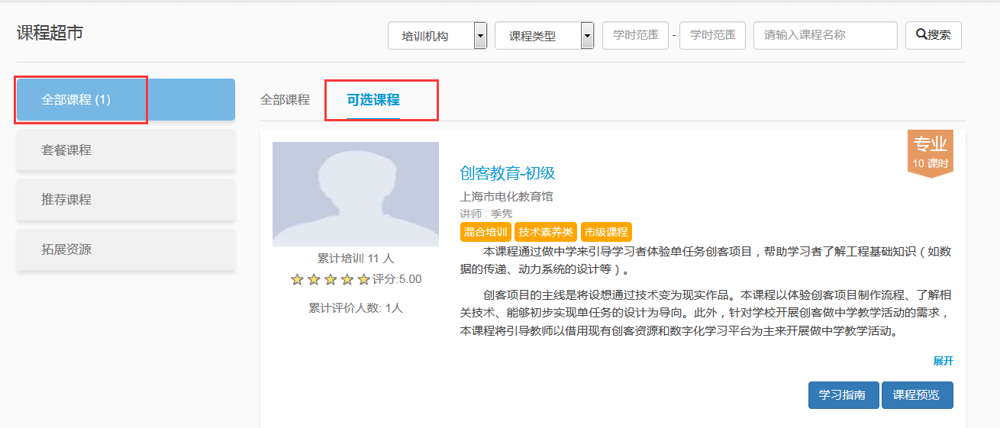 课程超市
培训机构
课程类型
学时范围 - 学时范围
请输入课程名称
搜索
全部课程 (1)
套餐课程
推荐课程
拓展资源
全部课程
可选课程
累计培训 11 人
评分:5.00
累计评价人数: 1人
专业
10 课时
创客教育-初级
上海市电化教育馆
讲师 : 季隽
混合培训 技术素养类 市级课程
本课程通过做中学来引导学习者体验单任务创客项目，帮助学习者了解工程基础知识（如数
据的传递、动力系统的设计等）。
创客项目的主线是将设想通过技术变为现实作品。本课程以体验创客项目制作流程、了解相
关技术、能够初步实现单任务的设计为导向。此外，针对学校开展创客做中学教学活动的需求，
本课程将引导教师以借用现有创客资源和数字化学习平台为主来开展做中学教学活动。
展开
学习指南
课程预览